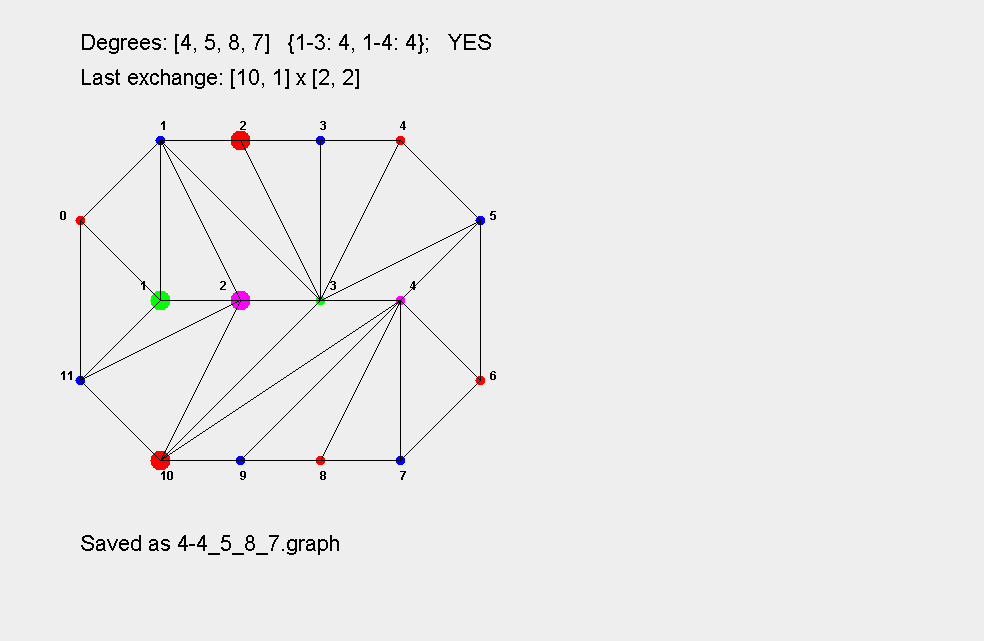 Degrees: [4, 5, 8, 7]   {1-3: 4, 1-4: 4};   YES
Last exchange: [10, 1] x [2, 2]
1 2 3 4
0 5
1 2 3 4
11 6
10 9 8 7
Saved as 4-4_5_8_7.graph